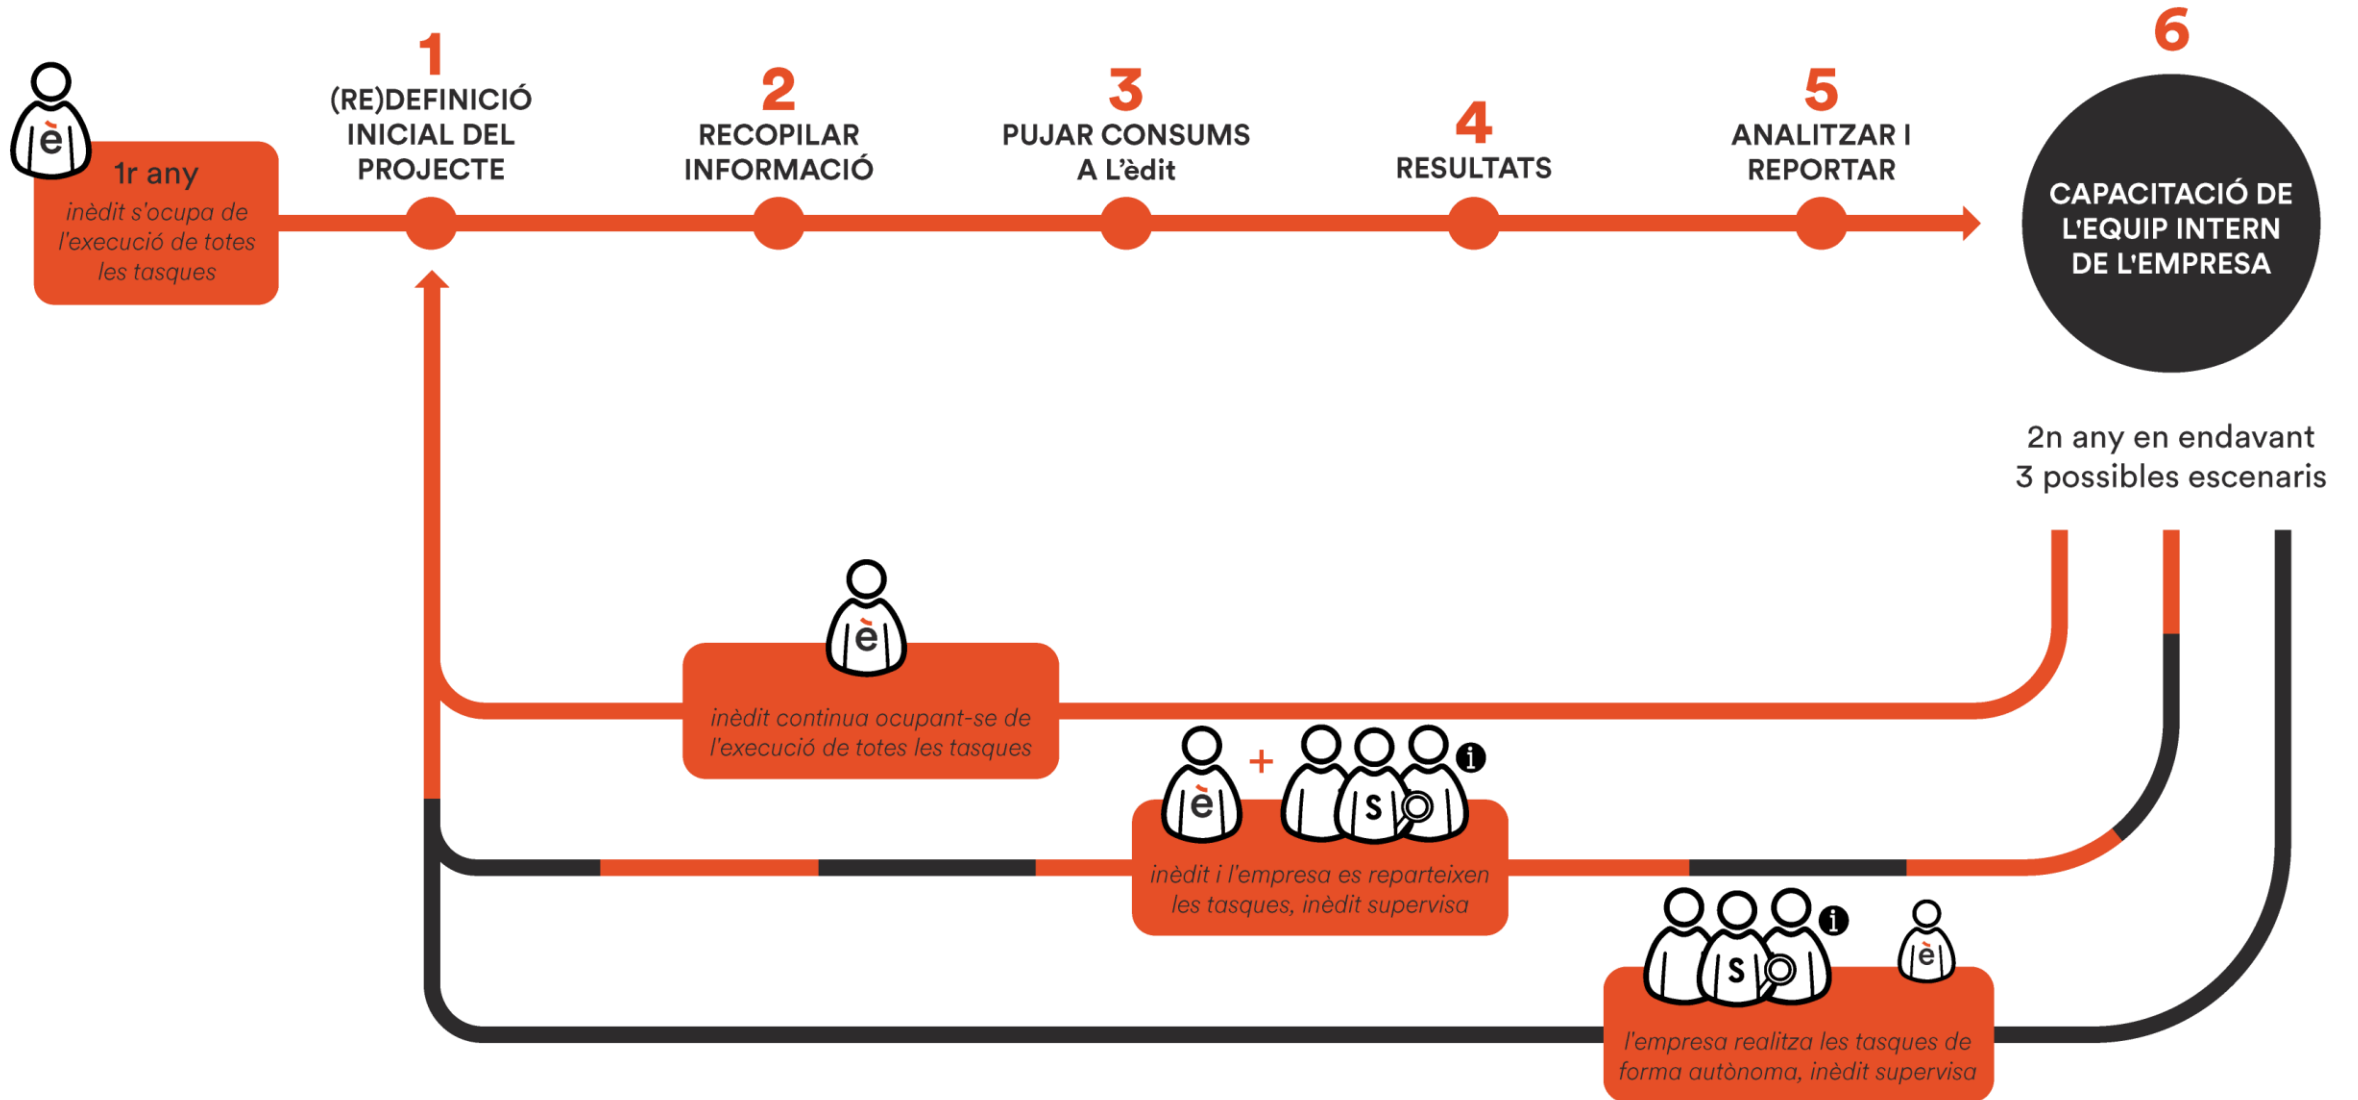 è
1r any
inèdit s'ocupa de
l'execució de totes
les tasques
1
(RE)DEFINICIÓ
INICIAL DEL
PROJECTE
2
RECOPILAR
INFORMACIÓ
3
PUJAR CONSUMS
A L'èdit
4
RESULTATS
5
ANALITZAR I
REPORTAR
6
CAPACITACIÓ DE
L'EQUIP INTERN
DE L'EMPRESA
2n any en endavant
3 possibles escenaris
è
inèdit continua ocupant-se de
l'execució de totes les tasques
è + S i
inèdit i l'empresa es reparteixen
les tasques, inèdit supervisa
S i è
l'empresa realitza les tasques de
forma autònoma, inèdit supervisa